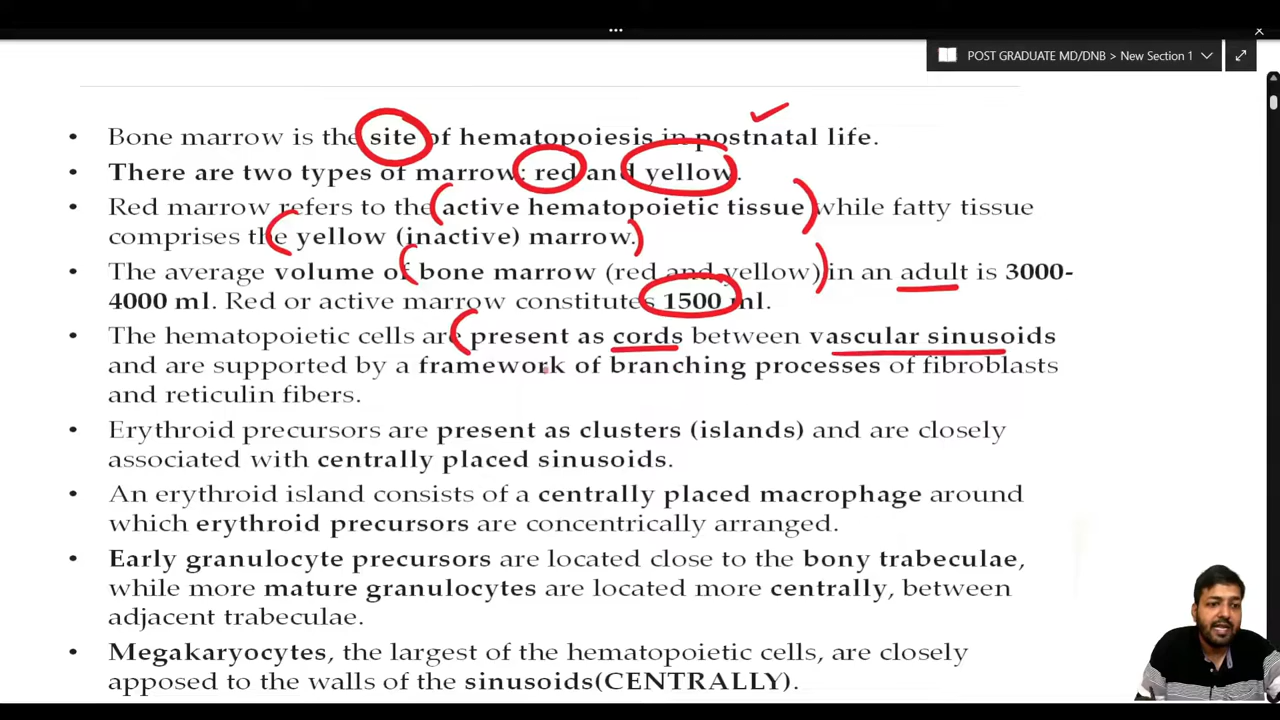 POST GRADUATE MD/DNB > New Section 1
• Bone marrow is the site of hematopoiesis in postnatal life.
• There are two types of marrow: red and yellow.
• Red marrow refers to the active hematopoietic tissue while fatty tissue
comprises the yellow (inactive) marrow.
• The average volume of bone marrow (red and yellow) in an adult is 3000-
4000 ml. Red or active marrow constitutes 1500 ml.
• The hematopoietic cells are present as cords between vascular sinusoids
and are supported by a framework of branching processes of fibroblasts
and reticulin fibers.
• Erythroid precursors are present as clusters (islands) and are closely
associated with centrally placed sinusoids.
• An erythroid island consists of a centrally placed macrophage around
which erythroid precursors are concentrically arranged.
• Early granulocyte precursors are located close to the bony trabeculae,
while more mature granulocytes are located more centrally, between
adjacent trabeculae.
• Megakaryocytes, the largest of the hematopoietic cells, are closely
apposed to the walls of the sinusoids(CENTRALLY).